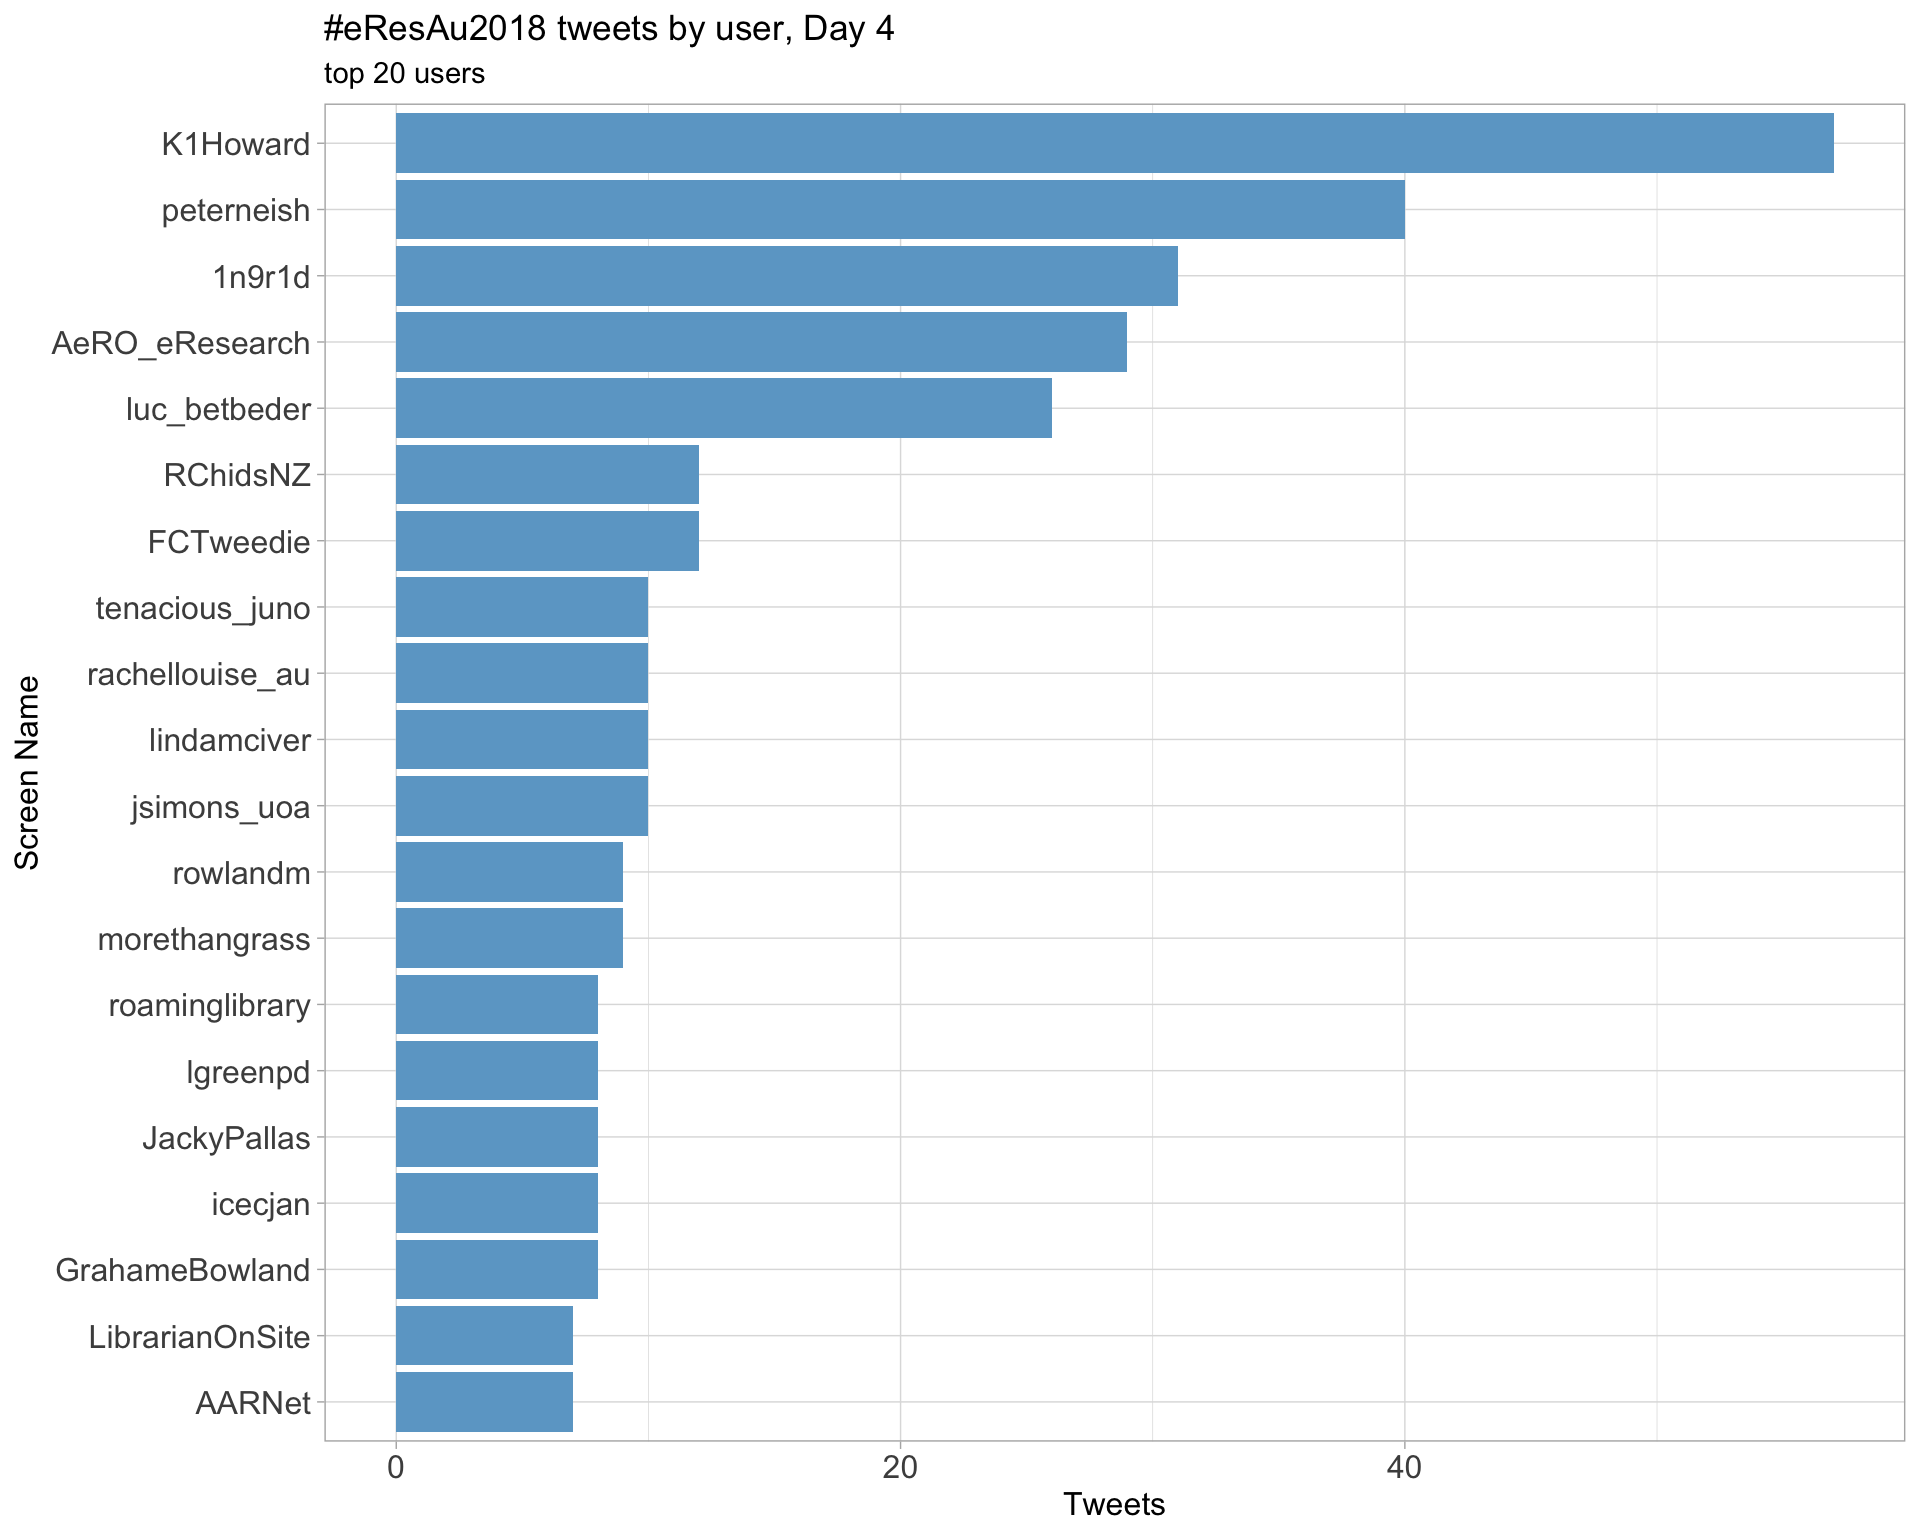 #eResAu2018 tweets by user, Day 4
top 20 users
Screen Name
K1Howard
peterneish
1n9r1d
AeRO_eResearch
luc_betbeder
RChidsNZ
FCTweedie
tenacious_juno
rachellouise_au
lindamciver
jsimons_uoa
rowlandm
morethangrass
roaminglibrary
lgreenpd
JackyPallas
icecjan
GrahameBowland
LibrarianOnSite
AARNet
0 20 40
Tweets